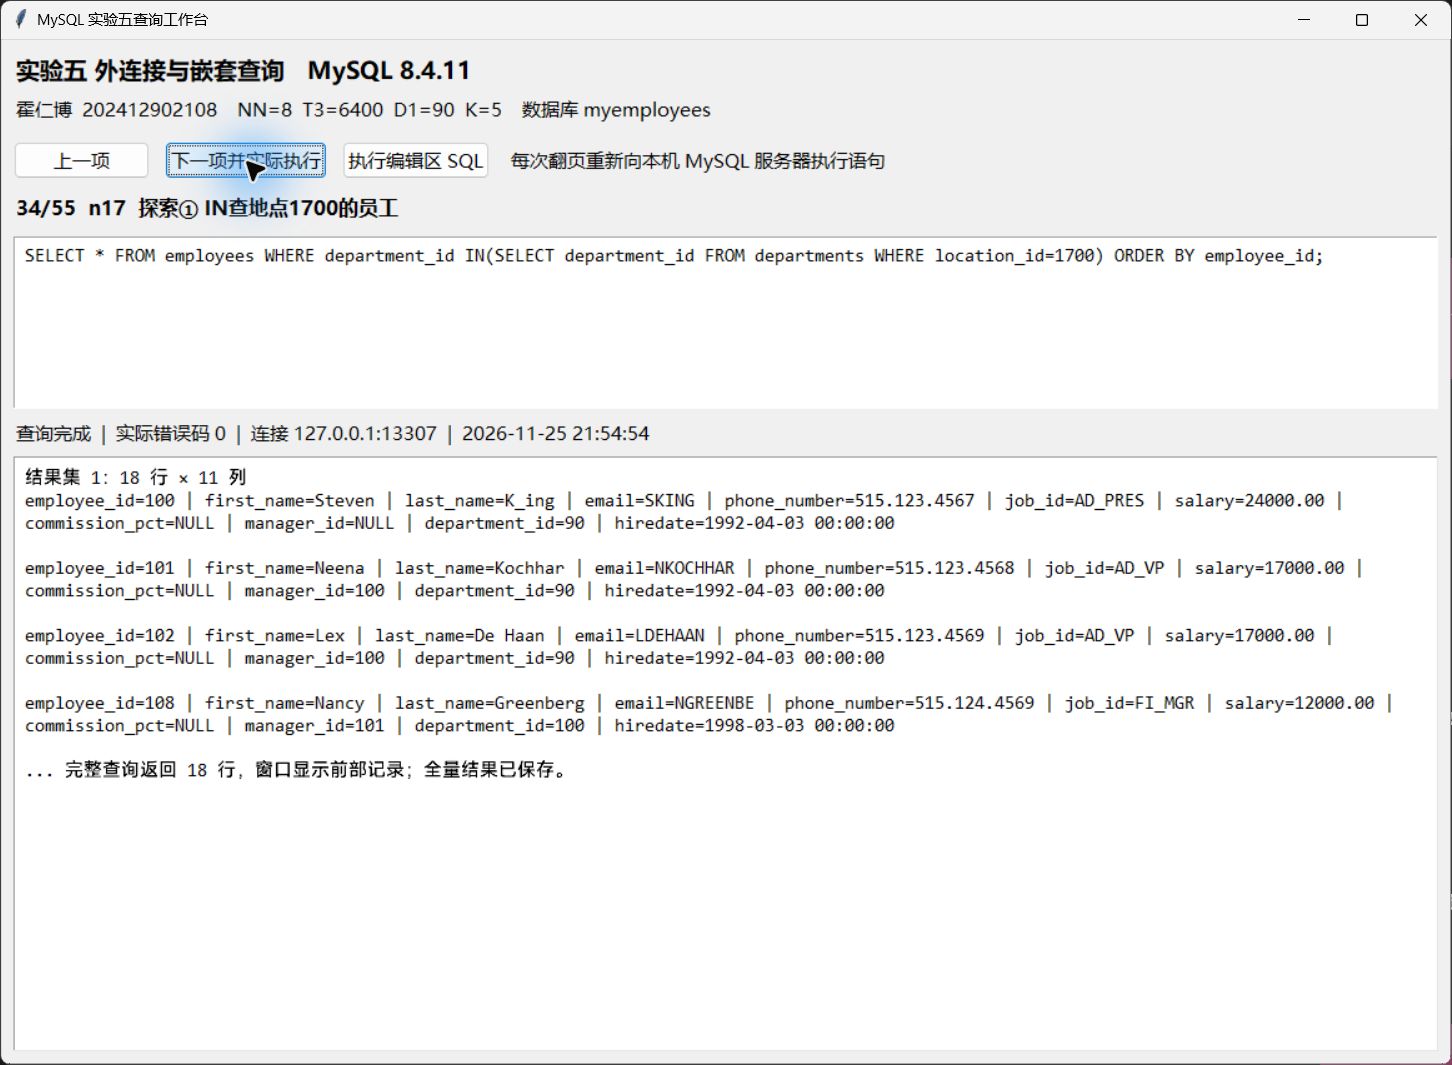 MySQL 实验五查询工作台
实验五 外连接与嵌套查询 MySQL 8.4.11
霍仁博 202412902108 NN=8 T3=6400 D1=90 K=5 数据库 myemployees
上一项 下一项并实际执行 执行编辑区 SQL 每次翻页重新向本机 MySQL 服务器执行语句
34/55 n17 探索① IN查地点1700的员工
SELECT * FROM employees WHERE department_id IN(SELECT department_id FROM departments WHERE location_id=1700) ORDER BY employee_id;
查询完成 | 实际错误码 0 | 连接 127.0.0.1:13307 | 2026-11-25 21:54:54
结果集 1: 18 行 × 11 列
employee_id=100 | first_name=Steven | last_name=K_ing | email=SKING | phone_number=515.123.4567 | job_id=AD_PRES | salary=24000.00 |
commission_pct=NULL | manager_id=NULL | department_id=90 | hiredate=1992-04-03 00:00:00
employee_id=101 | first_name=Neena | last_name=Kochhar | email=NKOCHHAR | phone_number=515.123.4568 | job_id=AD_VP | salary=17000.00 |
commission_pct=NULL | manager_id=100 | department_id=90 | hiredate=1992-04-03 00:00:00
employee_id=102 | first_name=Lex | last_name=De Haan | email=LDEHAAN | phone_number=515.123.4569 | job_id=AD_VP | salary=17000.00 |
commission_pct=NULL | manager_id=100 | department_id=90 | hiredate=1992-04-03 00:00:00
employee_id=108 | first_name=Nancy | last_name=Greenberg | email=NGREENBE | phone_number=515.124.4569 | job_id=FI_MGR | salary=12000.00 |
commission_pct=NULL | manager_id=101 | department_id=100 | hiredate=1998-03-03 00:00:00
... 完整查询返回 18 行，窗口显示前部记录；全量结果已保存。